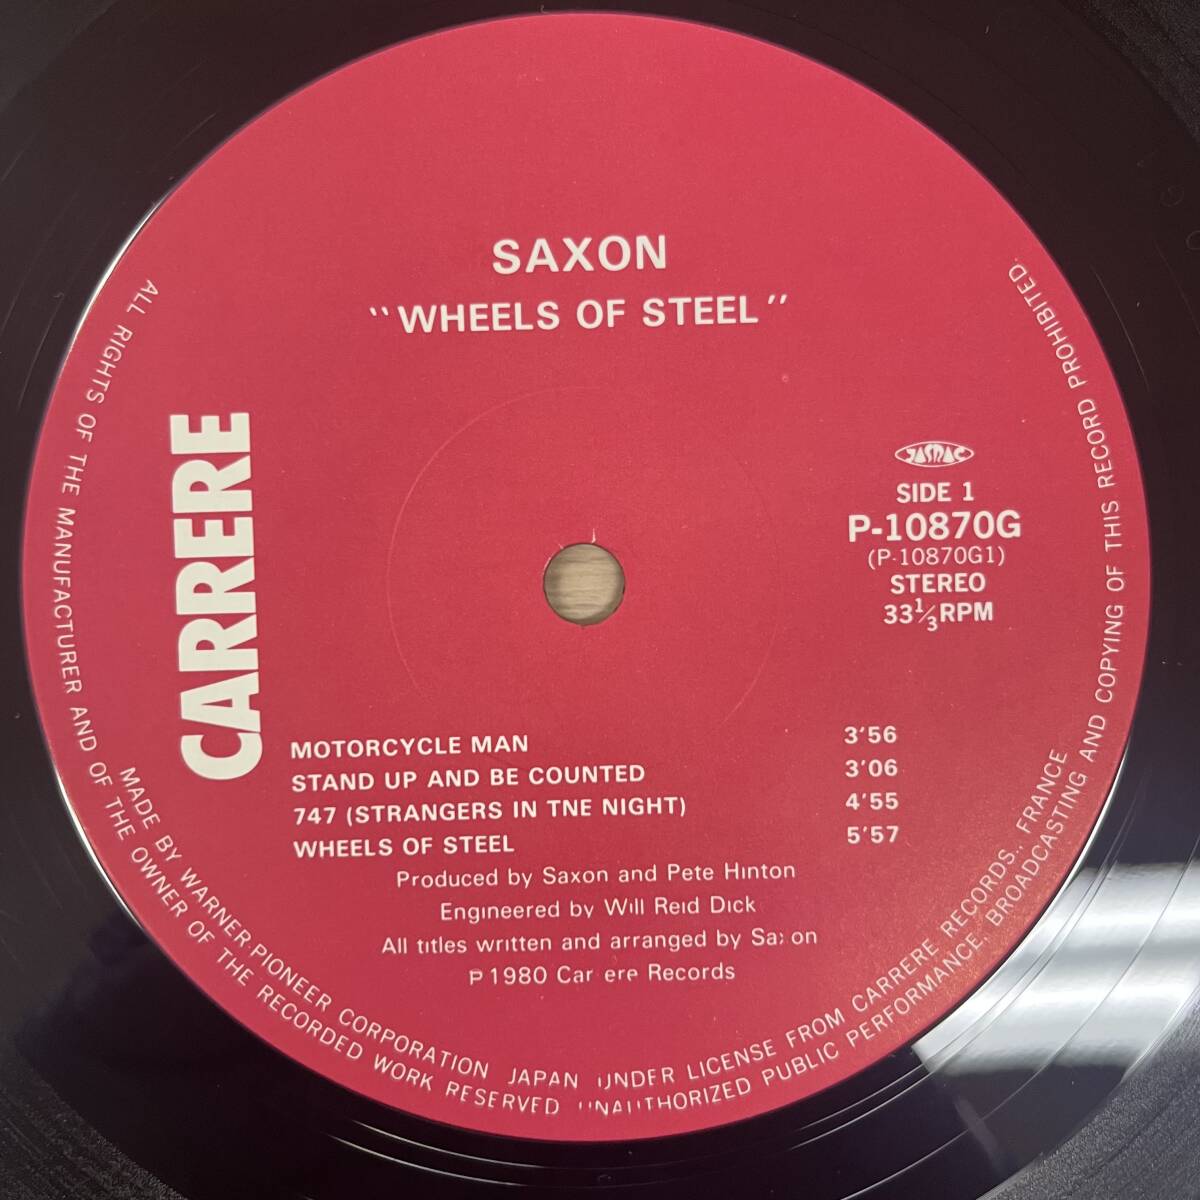 SAXON
"WHEELS OF STEEL"
CARRERE
JASRAC
SIDE 1
P-10870G
(P-10870G1)
STEREO
33 1/3 RPM
MOTORCYCLE MAN 3'56
STAND UP AND BE COUNTED 3'06
747 (STRANGERS IN TNE NIGHT) 4'55
WHEELS OF STEEL 5'57
Produced by Saxon and Pete Hinton
Engineered by Will Reid Dick
All titles written and arranged by Saxon
℗ 1980 Carrere Records
MADE BY WARNER-PIONEER CORPORATION JAPAN UNDER LICENSE FROM CARRERE RECORDS., FRANCE
ALL RIGHTS OF THE MANUFACTURER AND OF THE OWNER OF THE RECORDED WORK RESERVED UNAUTHORIZED PUBLIC PERFORMANCE, BROADCASTING AND COPYING OF THIS RECORD PROHIBITED.